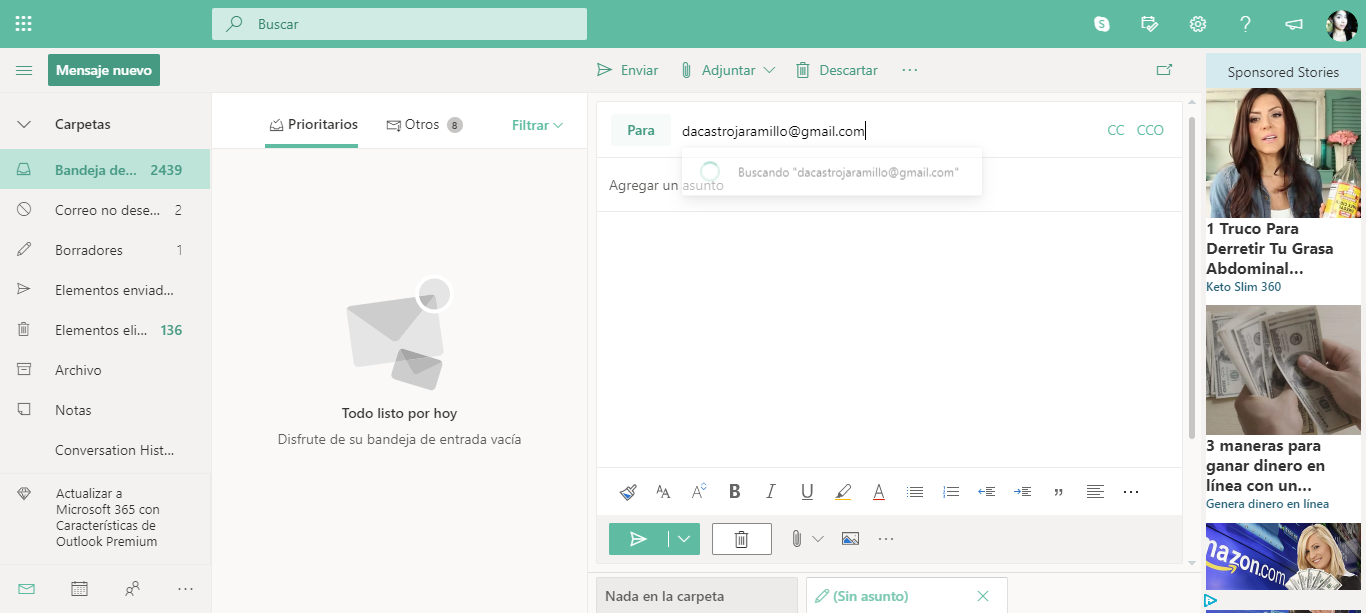 Buscar
Mensaje nuevo
Enviar
Adjuntar
Descartar
Carpetas
Bandeja de... 2439
Correo no dese... 2
Borradores 1
Elementos enviad...
Elementos eli... 136
Archivo
Notas
Conversation Hist...
Actualizar a
Microsoft 365 con
Características de
Outlook Premium
Prioritarios
Otros 8
Filtrar
Todo listo por hoy
Disfrute de su bandeja de entrada vacía
Para dacastrojaramillo@gmail.com
CC CCO
Buscando "dacastrojaramillo@gmail.com"
Agregar un asunto
Nada en la carpeta
(Sin asunto)
Sponsored Stories
1 Truco Para
Derretir Tu Grasa
Abdominal...
Keto Slim 360
3 maneras para
ganar dinero en
línea con un...
Genera dinero en línea
mazon.com